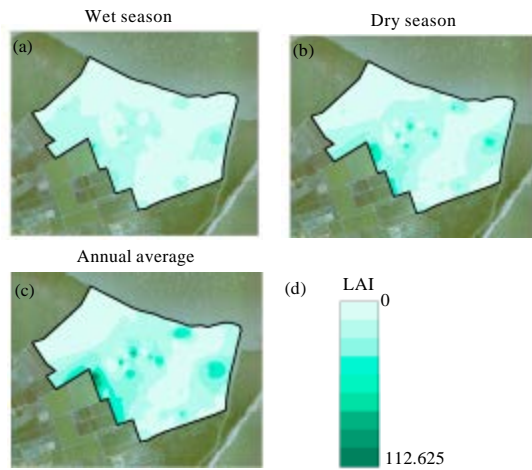 Wet season
Dry season
(a)
(b)
Annual average
(c)
(d)
LAI
0
112.625